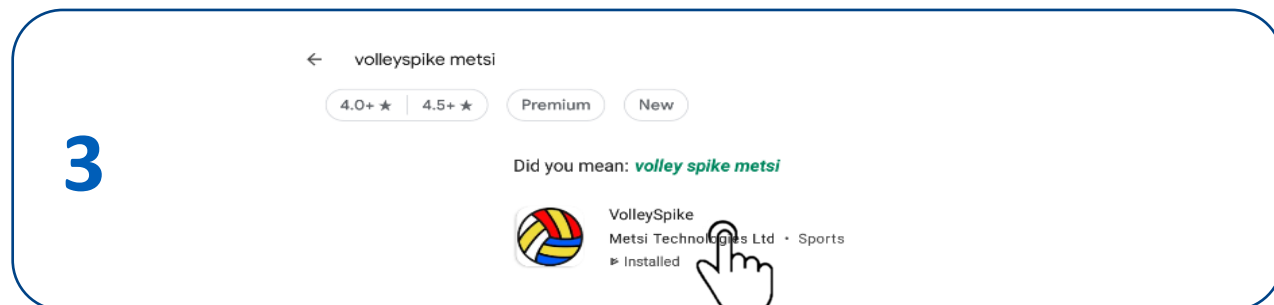 volleyspike metsi
4.0+ ★ 4.5+ ★ Premium New
3
Did you mean: volley spike metsi
VolleySpike
Metsi Technologies Ltd • Sports
Installed